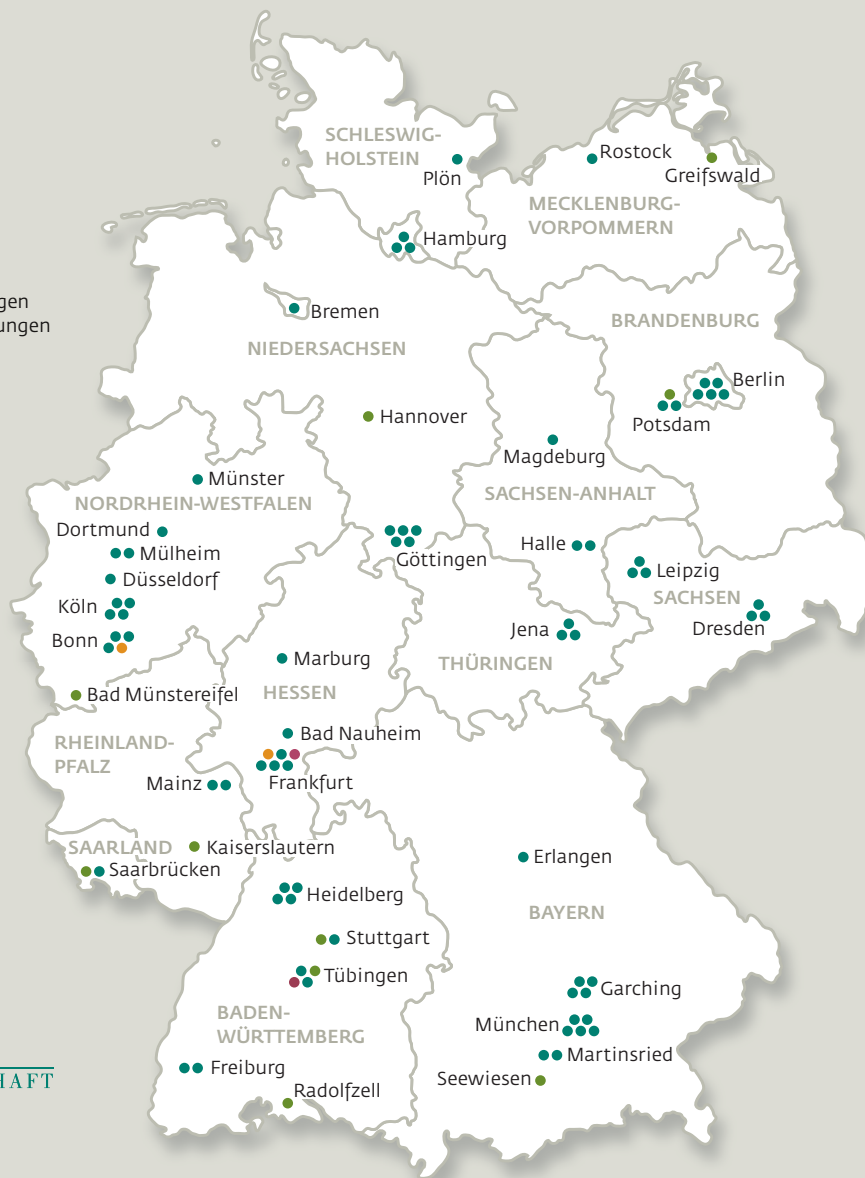 SCHLESWIG-
HOLSTEIN
Plön
Rostock
Greifswald
MECKLENBURG-
VORPOMMERN
Hamburg
gen
ungen
Bremen
NIEDERSACHSEN
BRANDENBURG
Berlin
Potsdam
Hannover
Magdeburg
SACHSEN-ANHALT
Münster
NORDRHEIN-WESTFALEN
Dortmund
Mülheim
Düsseldorf
Köln
Bonn
Göttingen
Halle
Leipzig
SACHSEN
Dresden
Jena
THÜRINGEN
Marburg
HESSEN
Bad Münstereifel
Bad Nauheim
RHEINLAND-
PFALZ
Mainz
Frankfurt
SAARLAND
Kaiserslautern
Saarbrücken
Erlangen
Heidelberg
BAYERN
Stuttgart
Tübingen
Garching
BADEN-
WÜRTTEMBERG
München
Martinsried
Freiburg
Seewiesen
HAFT
Radolfzell